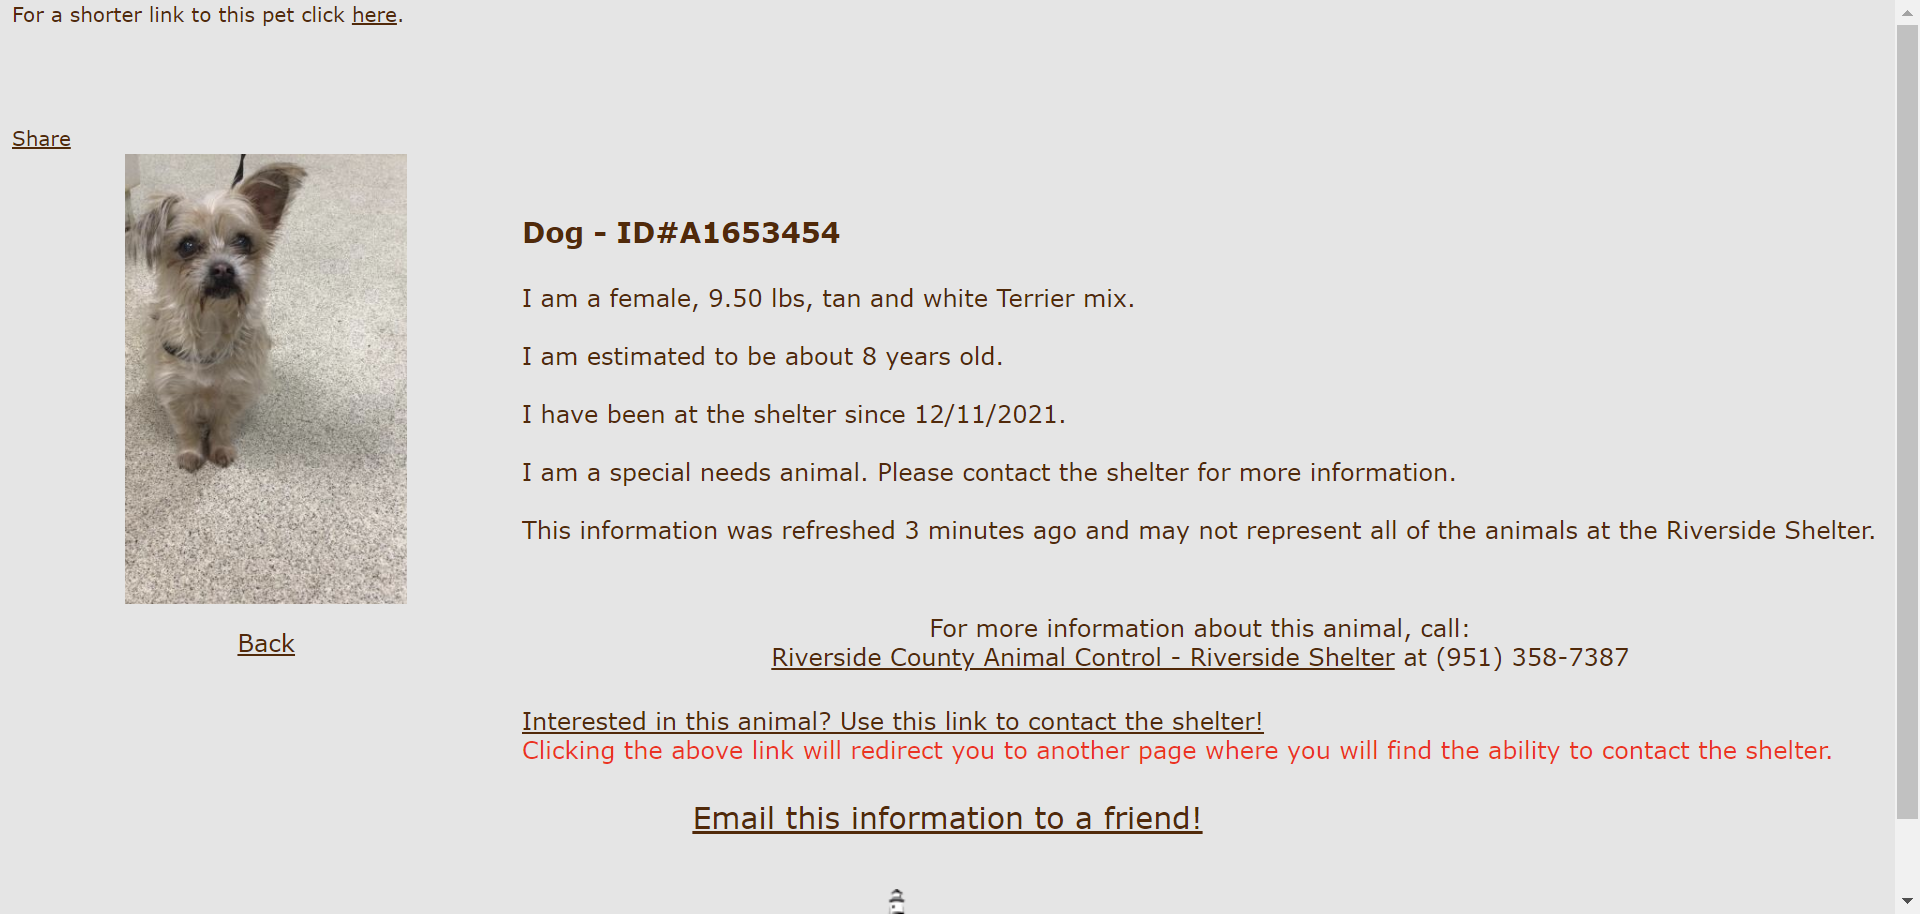 For a shorter link to this pet click here.
Share
Dog - ID#A1653454
I am a female, 9.50 lbs, tan and white Terrier mix.
I am estimated to be about 8 years old.
I have been at the shelter since 12/11/2021.
I am a special needs animal. Please contact the shelter for more information.
This information was refreshed 3 minutes ago and may not represent all of the animals at the Riverside Shelter.
Back
For more information about this animal, call:
Riverside County Animal Control - Riverside Shelter at (951) 358-7387
Interested in this animal? Use this link to contact the shelter!
Clicking the above link will redirect you to another page where you will find the ability to contact the shelter.
Email this information to a friend!